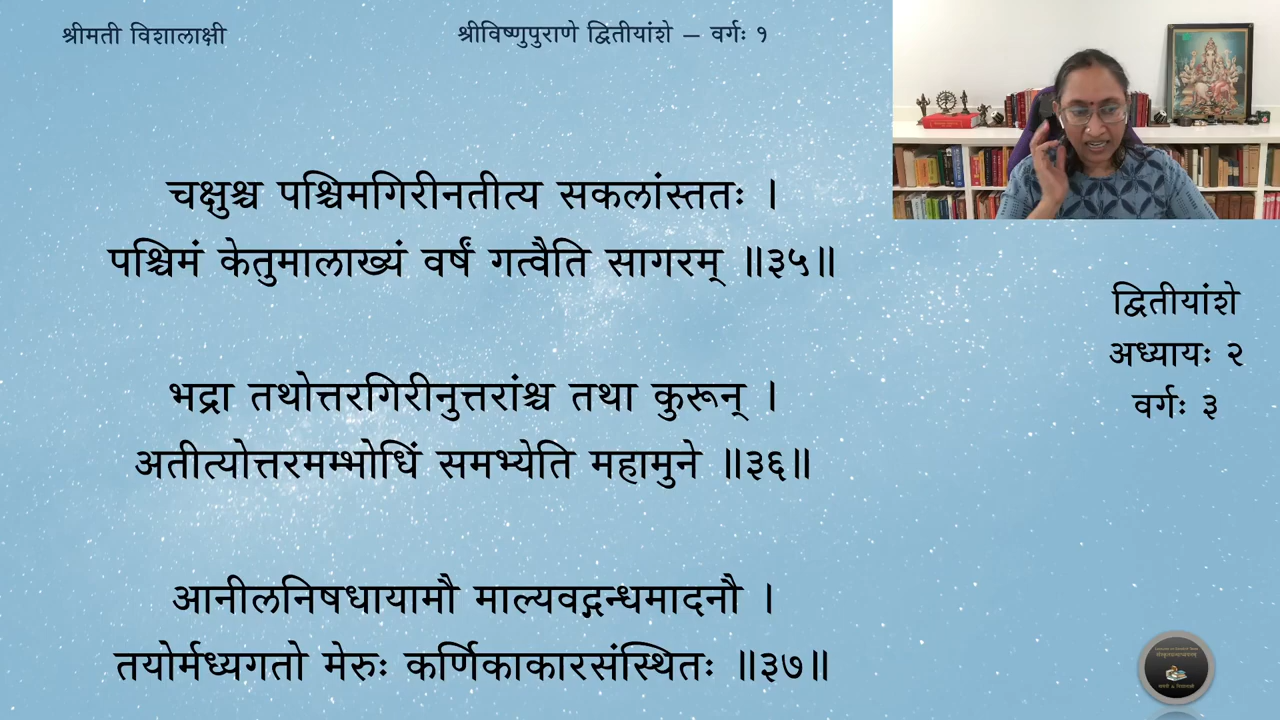 श्रीमती विशालाक्षी
श्रीविष्णुपुराणे द्वितीयांशे – वर्गः १
चक्षुश्च पश्चिमगिरीनतीत्य सकलांस्ततः ।
पश्चिमं केतुमालाख्यं वर्षं गत्वैति सागरम् ॥३५॥
भद्रा तथोत्तरगिरीनुत्तरांश्च तथा कुरून् ।
अतीत्योत्तरमम्भोधिं समभ्येति महामुने ॥३६॥
आनीलनिषधायामौ माल्यवद्गन्धमादनौ ।
तयोर्मध्यगतो मेरुः कर्णिकाकारसंस्थितः ॥३७॥
द्वितीयांशे
अध्यायः २
वर्गः ३